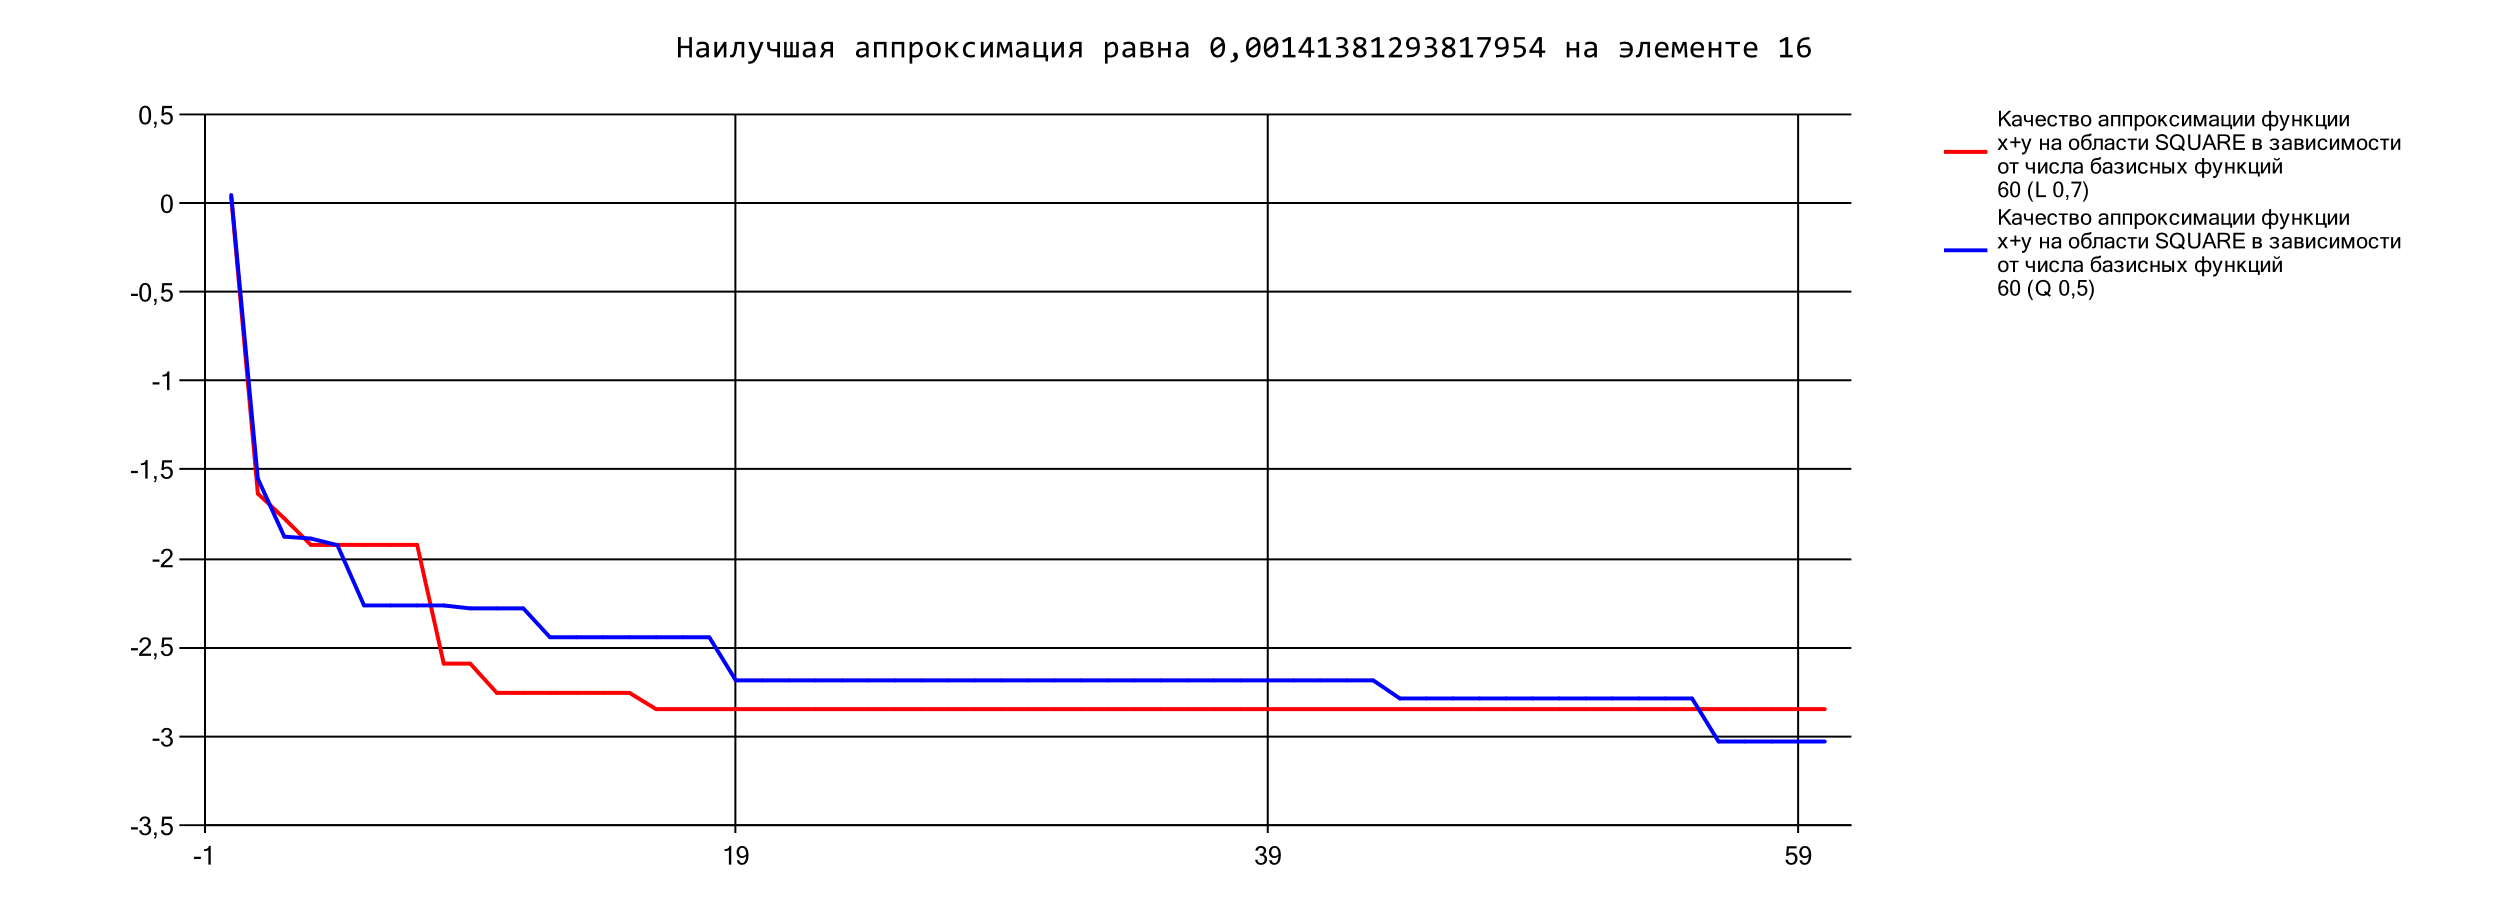 Наилучшая аппроксимация равна 0,00141381293817954 на элементе 16
0,5
0
-0,5
-1
-1,5
-2
-2,5
-3
-3,5
-1
19
39
59
Качество аппроксимации функции
x+y на области SQUARE в зависимости
от числа базисных функций
60 (L 0,7)
Качество аппроксимации функции
x+y на области SQUARE в зависимости
от числа базисных функций
60 (Q 0,5)